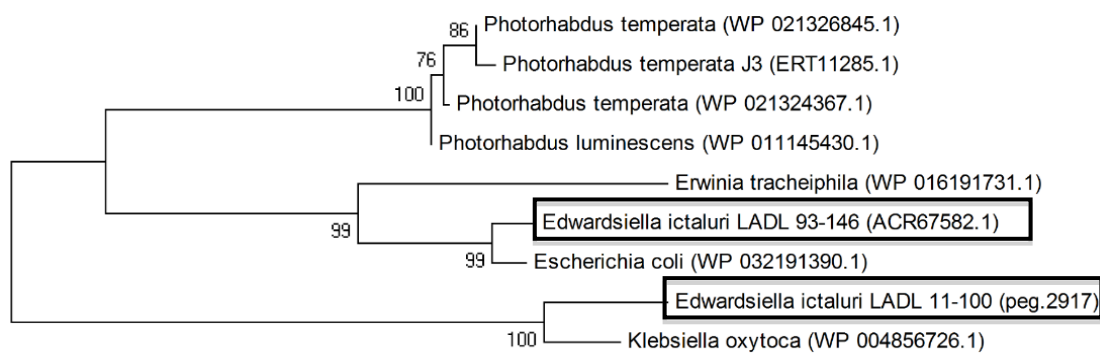 Photorhabdus temperata (WP 021326845.1)
86
Photorhabdus temperata J3 (ERT11285.1)
76
100
Photorhabdus temperata (WP 021324367.1)
Photorhabdus luminescens (WP 011145430.1)
Erwinia tracheiphila (WP 016191731.1)
Edwardsiella ictaluri LADL 93-146 (ACR67582.1)
99
99
Escherichia coli (WP 032191390.1)
Edwardsiella ictaluri LADL 11-100 (peg.2917)
100
Klebsiella oxytoca (WP 004856726.1)